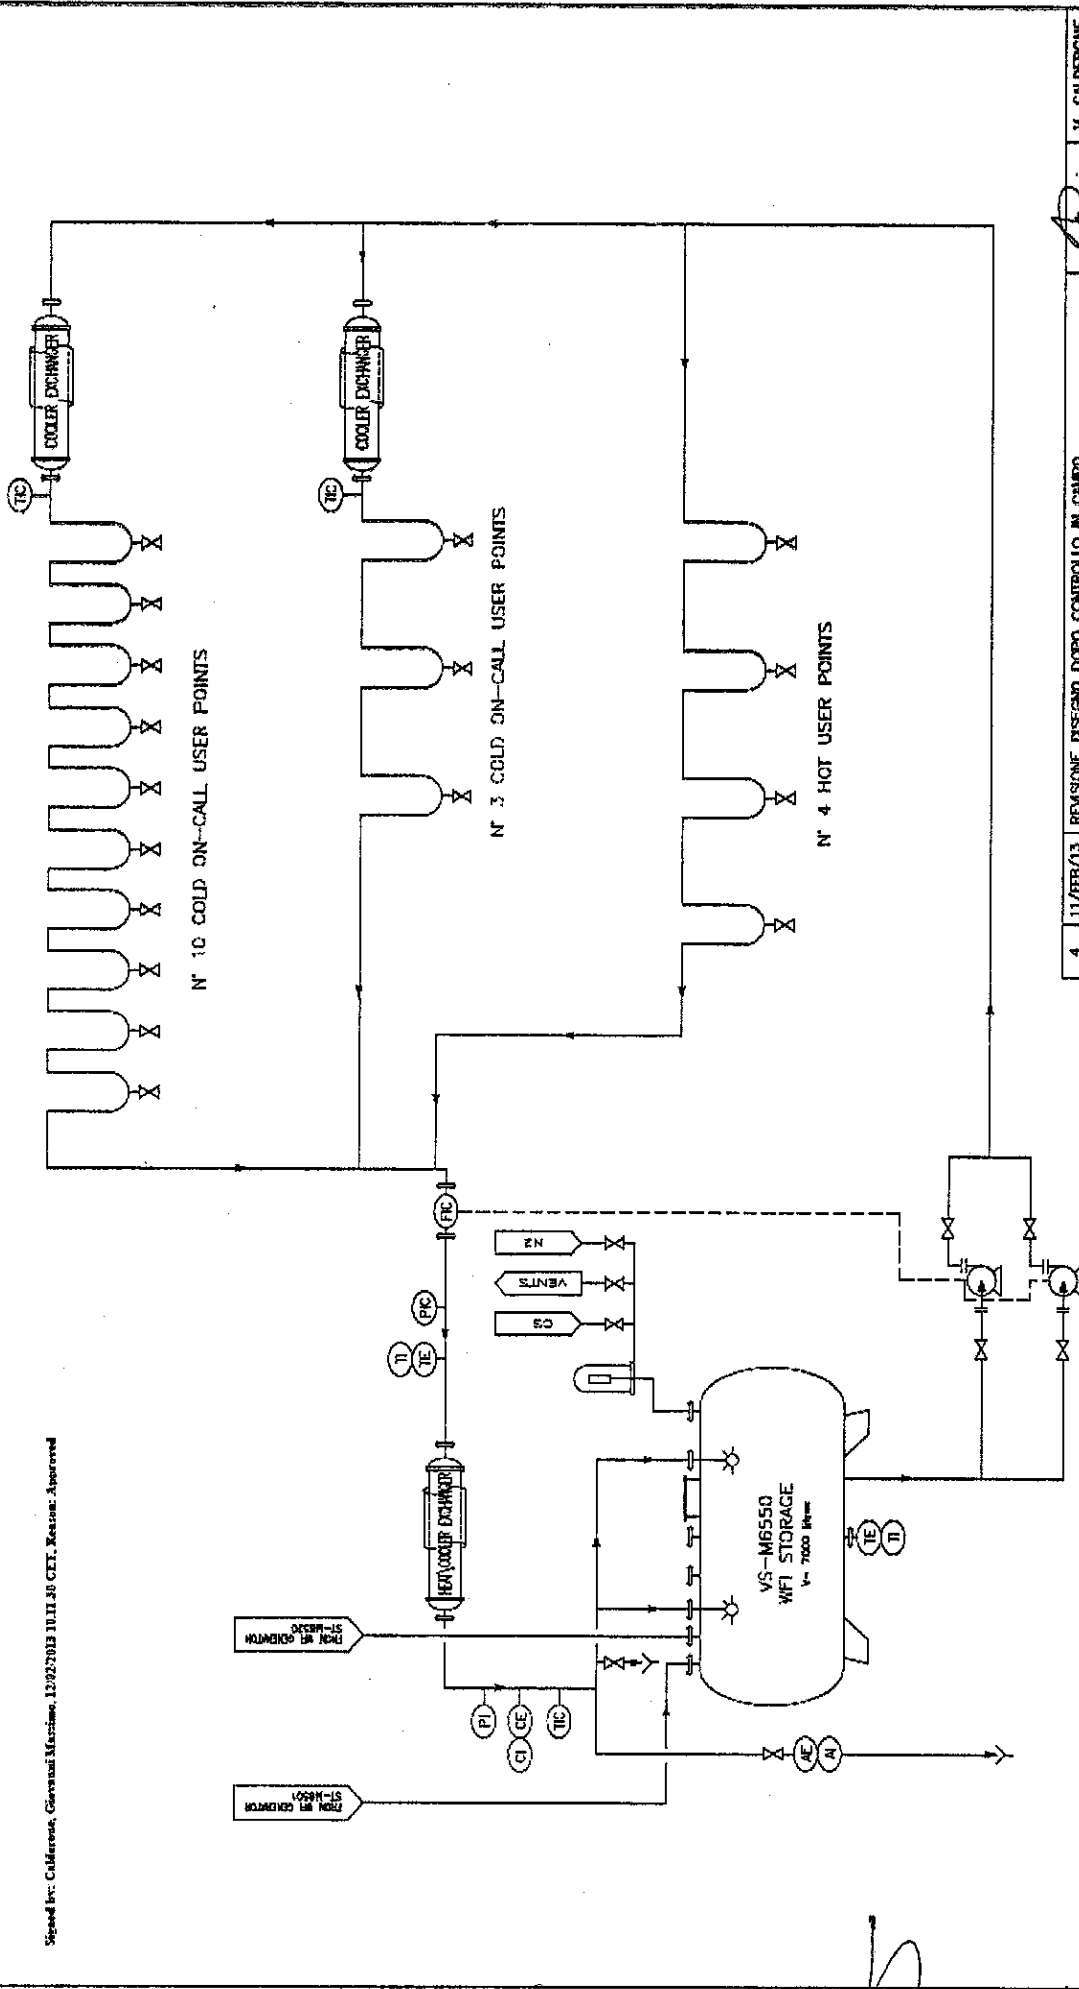 Signed by: Calderone, Giovanni Massimo, 12/02/2013 10.11.30 CET, Reason: Approved
COOLER EXCHANGER
TIC
N° 10 COLD ON-CALL USER POINTS
COOLER EXCHANGER
TIC
N° 3 COLD ON-CALL USER POINTS
N° 4 HOT USER POINTS
FIC
PIC
TI
TE
HEAT\COOLER EXCHANGER
N2
VENTS
CS
FROM WFI GENERATOR
ST-M6520
FROM WFI GENERATOR
ST-M6501
PI
CE
CI
TIC
AE
AI
VS-M6550
WFI STORAGE
V= 7000 litres
TE
TI
4
11/FEB/13
REVISIONE DISEGNO DOPO CONTROLLO IN CAMPO
CALDERONE